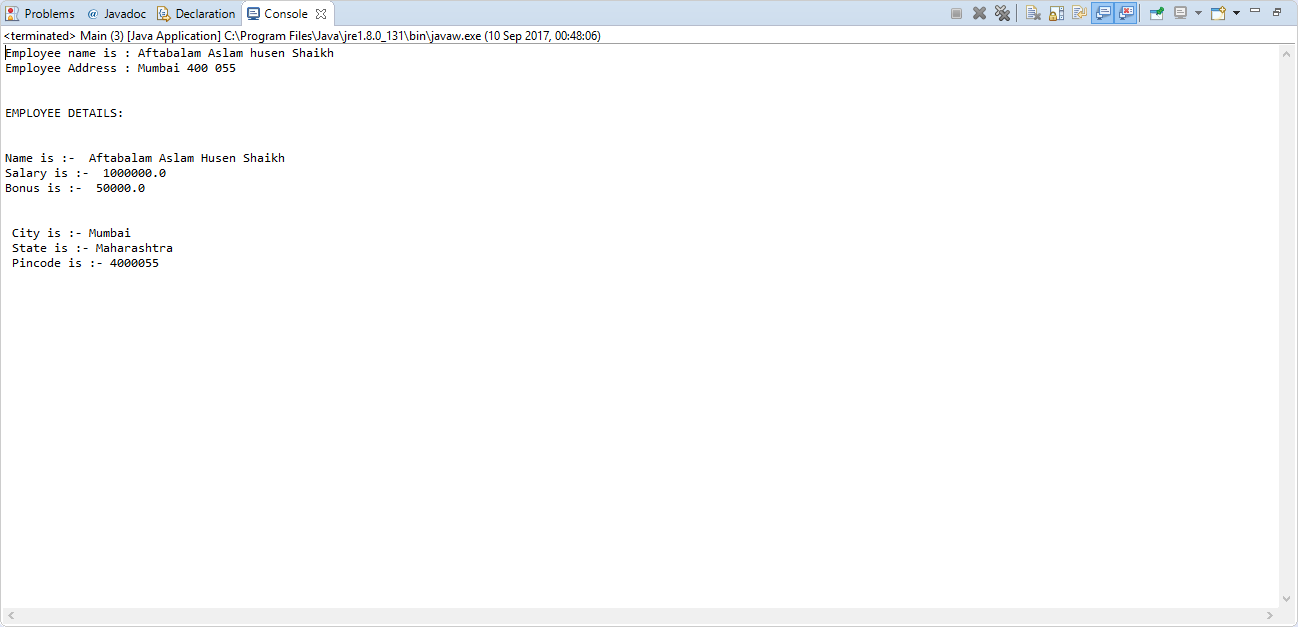 Problems @ Javadoc Declaration Console
<terminated> Main (3) [Java Application] C:\Program Files\Java\jre1.8.0_131\bin\javaw.exe (10 Sep 2017, 00:48:06)
Employee name is : Aftabalam Aslam husen Shaikh
Employee Address : Mumbai 400 055
EMPLOYEE DETAILS:
Name is :-  Aftabalam Aslam Husen Shaikh
Salary is :-  1000000.0
Bonus is :-  50000.0
City is :- Mumbai
State is :- Maharashtra
Pincode is :- 4000055